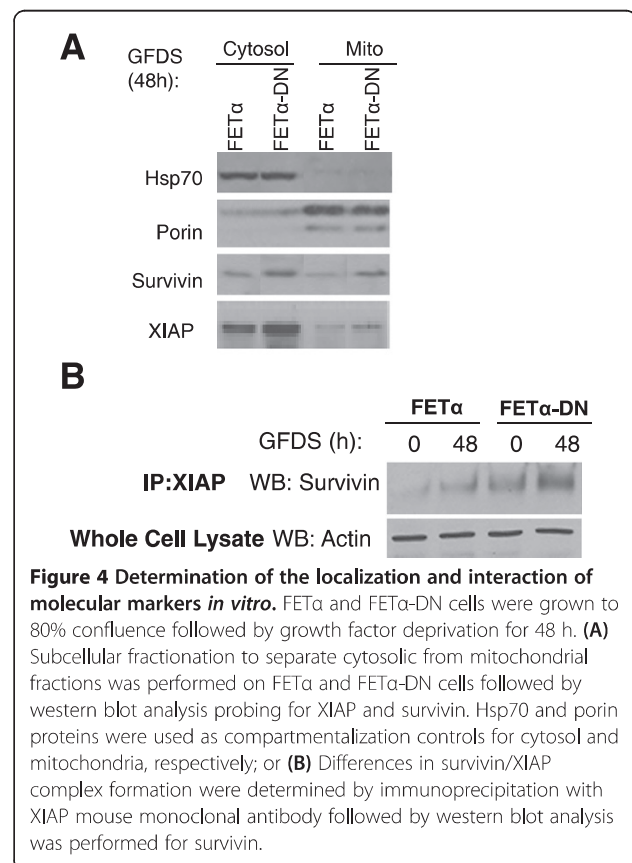 A
GFDS (48h):
Cytosol Mito
FETα FETα-DN FETα FETα-DN
Hsp70
Porin
Survivin
XIAP
B
FETα FETα-DN
GFDS (h): 0 48 0 48
IP:XIAP WB: Survivin
Whole Cell Lysate WB: Actin
Figure 4 Determination of the localization and interaction of
molecular markers in vitro. FETα and FETα-DN cells were grown to
80% confluence followed by growth factor deprivation for 48 h. (A)
Subcellular fractionation to separate cytosolic from mitochondrial
fractions was performed on FETα and FETα-DN cells followed by
western blot analysis probing for XIAP and survivin. Hsp70 and porin
proteins were used as compartmentalization controls for cytosol and
mitochondria, respectively; or (B) Differences in survivin/XIAP
complex formation were determined by immunoprecipitation with
XIAP mouse monoclonal antibody followed by western blot analysis
was performed for survivin.